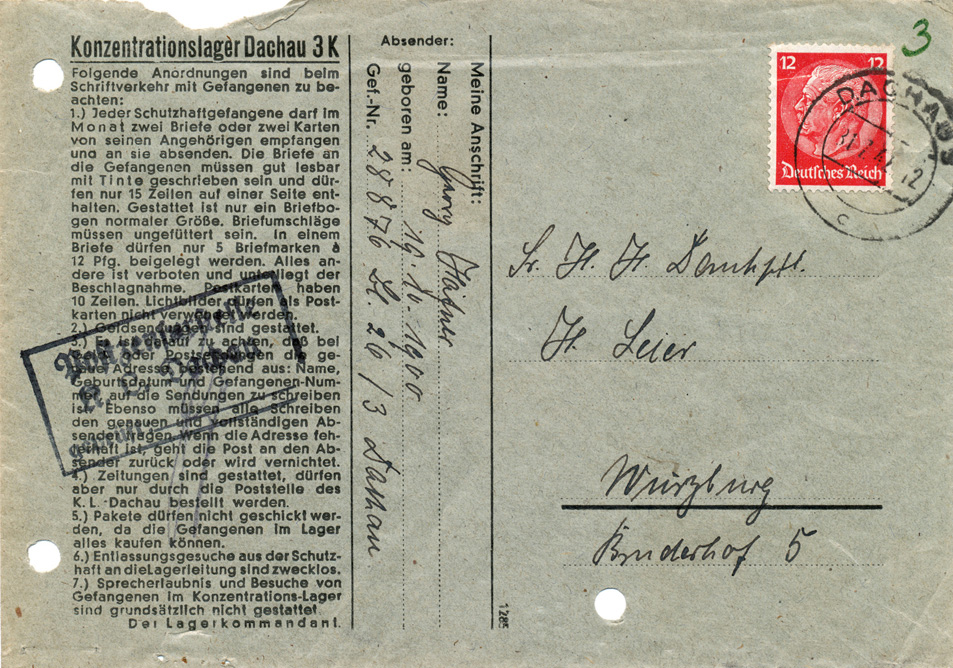 Konzentrationslager Dachau 3 K
Folgende Anordnungen sind beim
Schriftverkehr mit Gefangenen zu be-
achten:
1.) Jeder Schutzhaftgefangene darf im
Monat zwei Briefe oder zwei Karten
von seinen Angehörigen empfangen
und an sie absenden. Die Briefe an
die Gefangenen müssen gut lesbar
mit Tinte geschrieben sein und dür-
fen nur 15 Zeilen auf einer Seite ent-
halten. Gestattet ist nur ein Briefbo-
gen normaler Größe. Briefumschläge
müssen ungefüttert sein. In einem
Briefe dürfen nur 5 Briefmarken à
12 Pfg. beigelegt werden. Alles an-
dere ist verboten und unterliegt der
Beschlagnahme. Postkarten haben
10 Zeilen. Lichtbilder dürfen als Post-
karten nicht verwendet werden.
2.) Geldsendungen sind gestattet.
3.) Es ist darauf zu achten, daß bei
Geld- oder Postsendungen die ge-
naue Adresse, bestehend aus: Name,
Geburtsdatum und Gefangenen-Num-
mer, auf die Sendungen zu schreiben
ist. Ebenso müssen alle Schreiben
den genauen und vollständigen Ab-
sender tragen. Wenn die Adresse feh-
lerhaft ist, geht die Post an den Ab-
sender zurück oder wird vernichtet.
4.) Zeitungen sind gestattet, dürfen
aber nur durch die Poststelle des
K. L. Dachau bestellt werden.
5.) Pakete dürfen nicht geschickt wer-
den, da die Gefangenen im Lager
alles kaufen können.
6.) Entlassungsgesuche aus der Schutz-
haft an die Lagerleitung sind zwecklos.
7.) Sprecherlaubnis und Besuche von
Gefangenen im Konzentrations-Lager
sind grundsätzlich nicht gestattet.
Der Lagerkommandant.
Postzensurstelle
K. L. Dachau
Absender:
Meine Anschrift:
Name: Georg Häfner
geboren am: 19.10.1900
Gef.-Nr. 28876 Bl. 26 / 3 Dachau
1285
3
12 12
Deutsches Reich
DACHAU
Sr. H. H. Dompfr.
H. Leier
Würzburg
Bruderhof 5